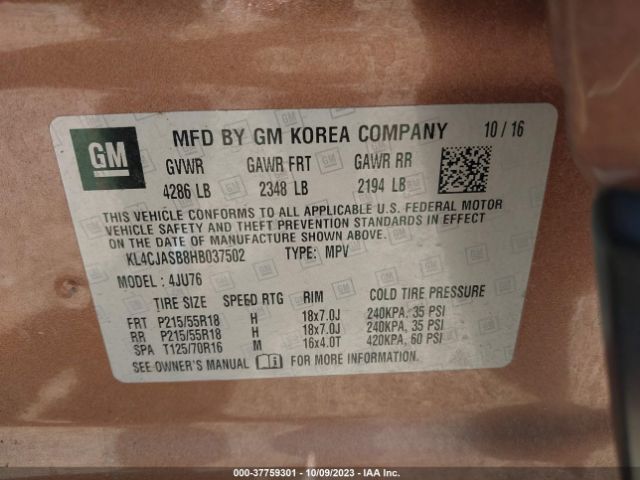 GM
MFD BY GM KOREA COMPANY 10/16
GVWR GAWR FRT GAWR RR
4286 LB 2348 LB 2194 LB
THIS VEHICLE CONFORMS TO ALL APPLICABLE U.S. FEDERAL MOTOR
VEHICLE SAFETY AND THEFT PREVENTION STANDARDS IN EFFECT
ON THE DATE OF MANUFACTURE SHOWN ABOVE.
KL4CJASB8HB037502 TYPE: MPV
MODEL: 4JU76
TIRE SIZE SPEED RTG RIM COLD TIRE PRESSURE
FRT P215/55R18 H 18x7.0J 240KPA, 35 PSI
RR P215/55R18 H 18x7.0J 240KPA, 35 PSI
SPA T125/70R16 M 16x4.0T 420KPA, 60 PSI
SEE OWNER'S MANUAL FOR MORE INFORMATION.
000-37759301 - 10/09/2023 - IAA Inc.